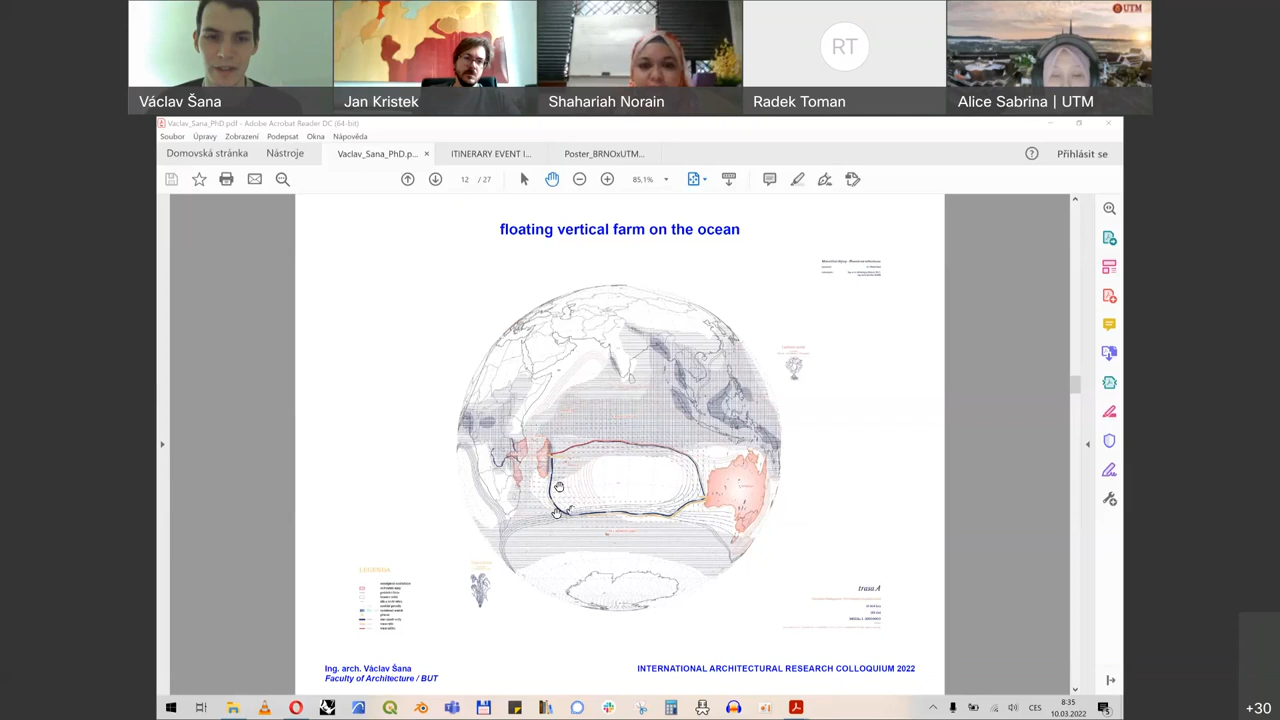 UTM
Václav Šana
Jan Kristek
Shahariah Norain
RT
Radek Toman
Alice Sabrina | UTM
Vaclav_Sana_PhD.pdf - Adobe Acrobat Reader DC (64-bit)
Soubor Úpravy Zobrazení Podepsat Okna Nápověda
Domovská stránka Nástroje Vaclav_Sana_PhD.p... × ITINERARY EVENT I... Poster_BRNOxUTM... Přihlásit se
12 / 27 85,1%
floating vertical farm on the ocean
LEGENDA
trasa A
Ing. arch. Václav Šana
Faculty of Architecture / BUT
INTERNATIONAL ARCHITECTURAL RESEARCH COLLOQUIUM 2022
CES
8:35
10.03.2022
5
+30